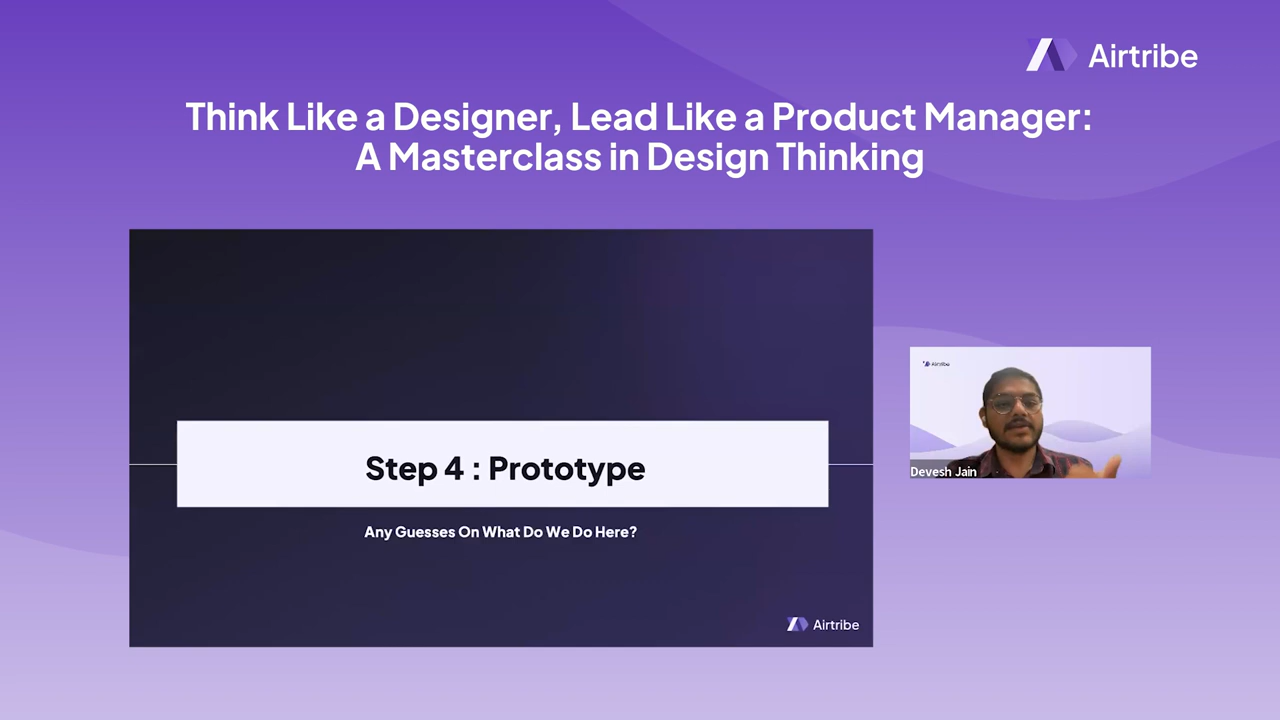 Airtribe
Think Like a Designer, Lead Like a Product Manager:
A Masterclass in Design Thinking
Step 4 : Prototype
Any Guesses On What Do We Do Here?
Airtribe
Airtribe
Devesh Jain